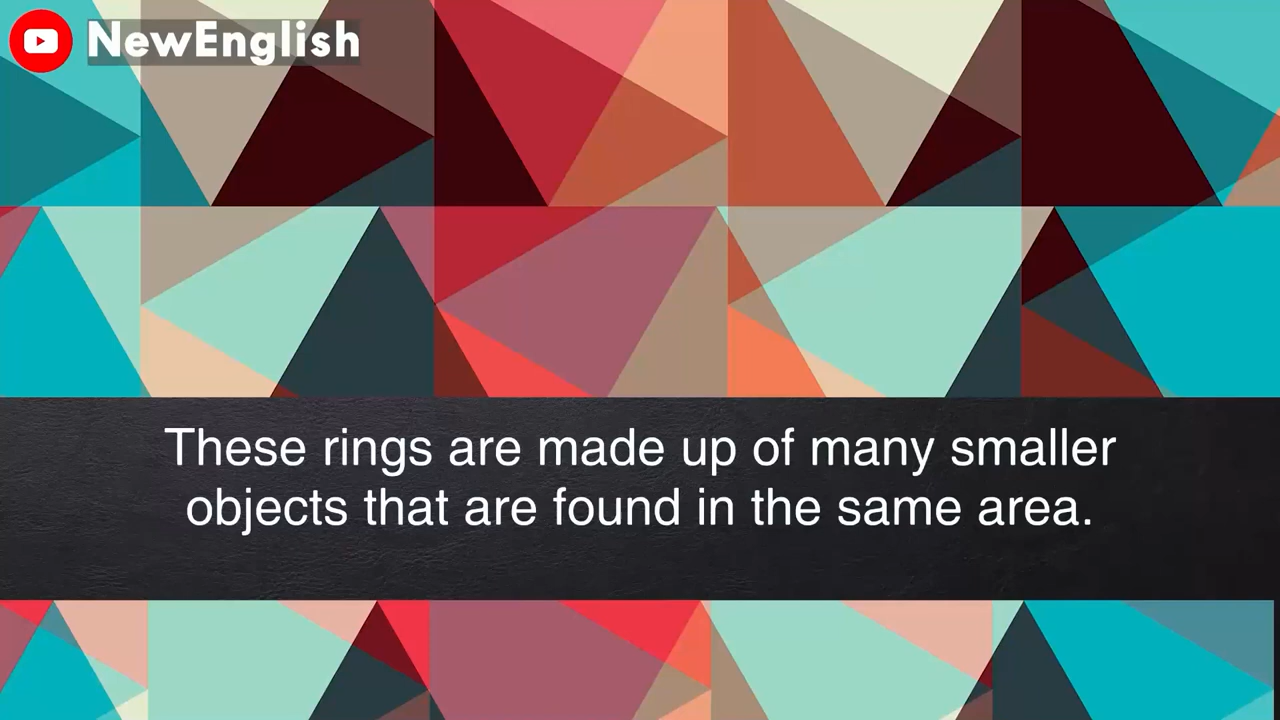 NewEnglish
These rings are made up of many smaller
objects that are found in the same area.